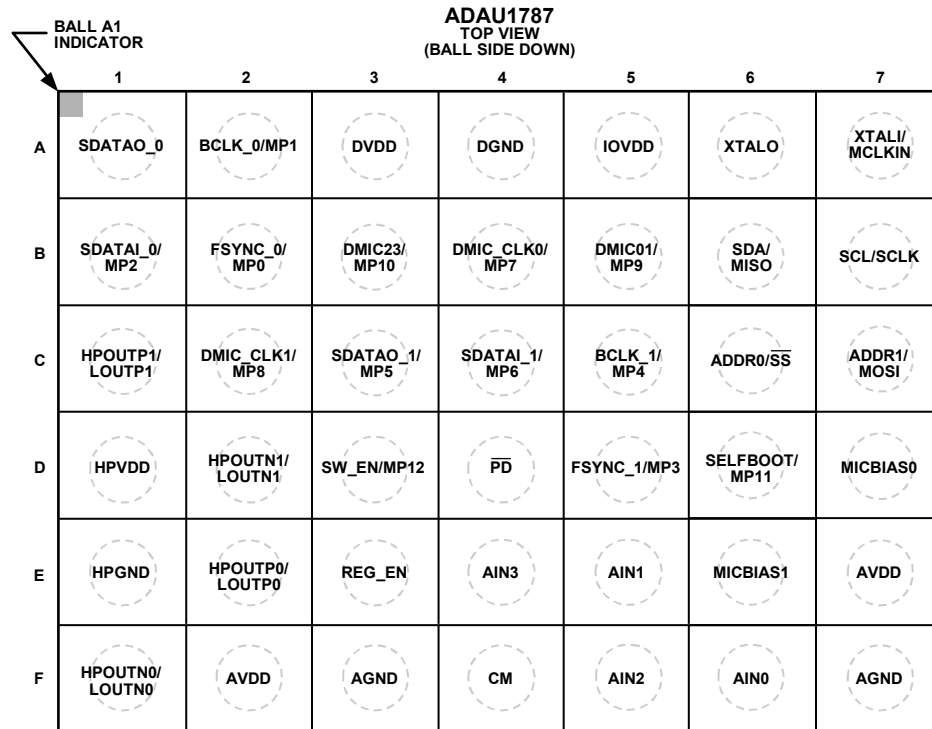 ADAU1787
TOP VIEW
(BALL SIDE DOWN)
BALL A1
INDICATOR
1 2 3 4 5 6 7
A SDATAO_0 BCLK_0/MP1 DVDD DGND IOVDD XTALO XTALI/
MCLKIN
B SDATAI_0/
MP2 FSYNC_0/
MP0 DMIC23/
MP10 DMIC_CLK0/
MP7 DMIC01/
MP9 SDA/
MISO SCL/SCLK
C HPOUTP1/
LOUTP1 DMIC_CLK1/
MP8 SDATAO_1/
MP5 SDATAI_1/
MP6 BCLK_1/
MP4 ADDR0/S̅S̅ ADDR1/
MOSI
D HPVDD HPOUTN1/
LOUTN1 SW_EN/MP12 P̅D̅ FSYNC_1/MP3 SELFBOOT/
MP11 MICBIAS0
E HPGND HPOUTP0/
LOUTP0 REG_EN AIN3 AIN1 MICBIAS1 AVDD
F HPOUTN0/
LOUTN0 AVDD AGND CM AIN2 AIN0 AGND